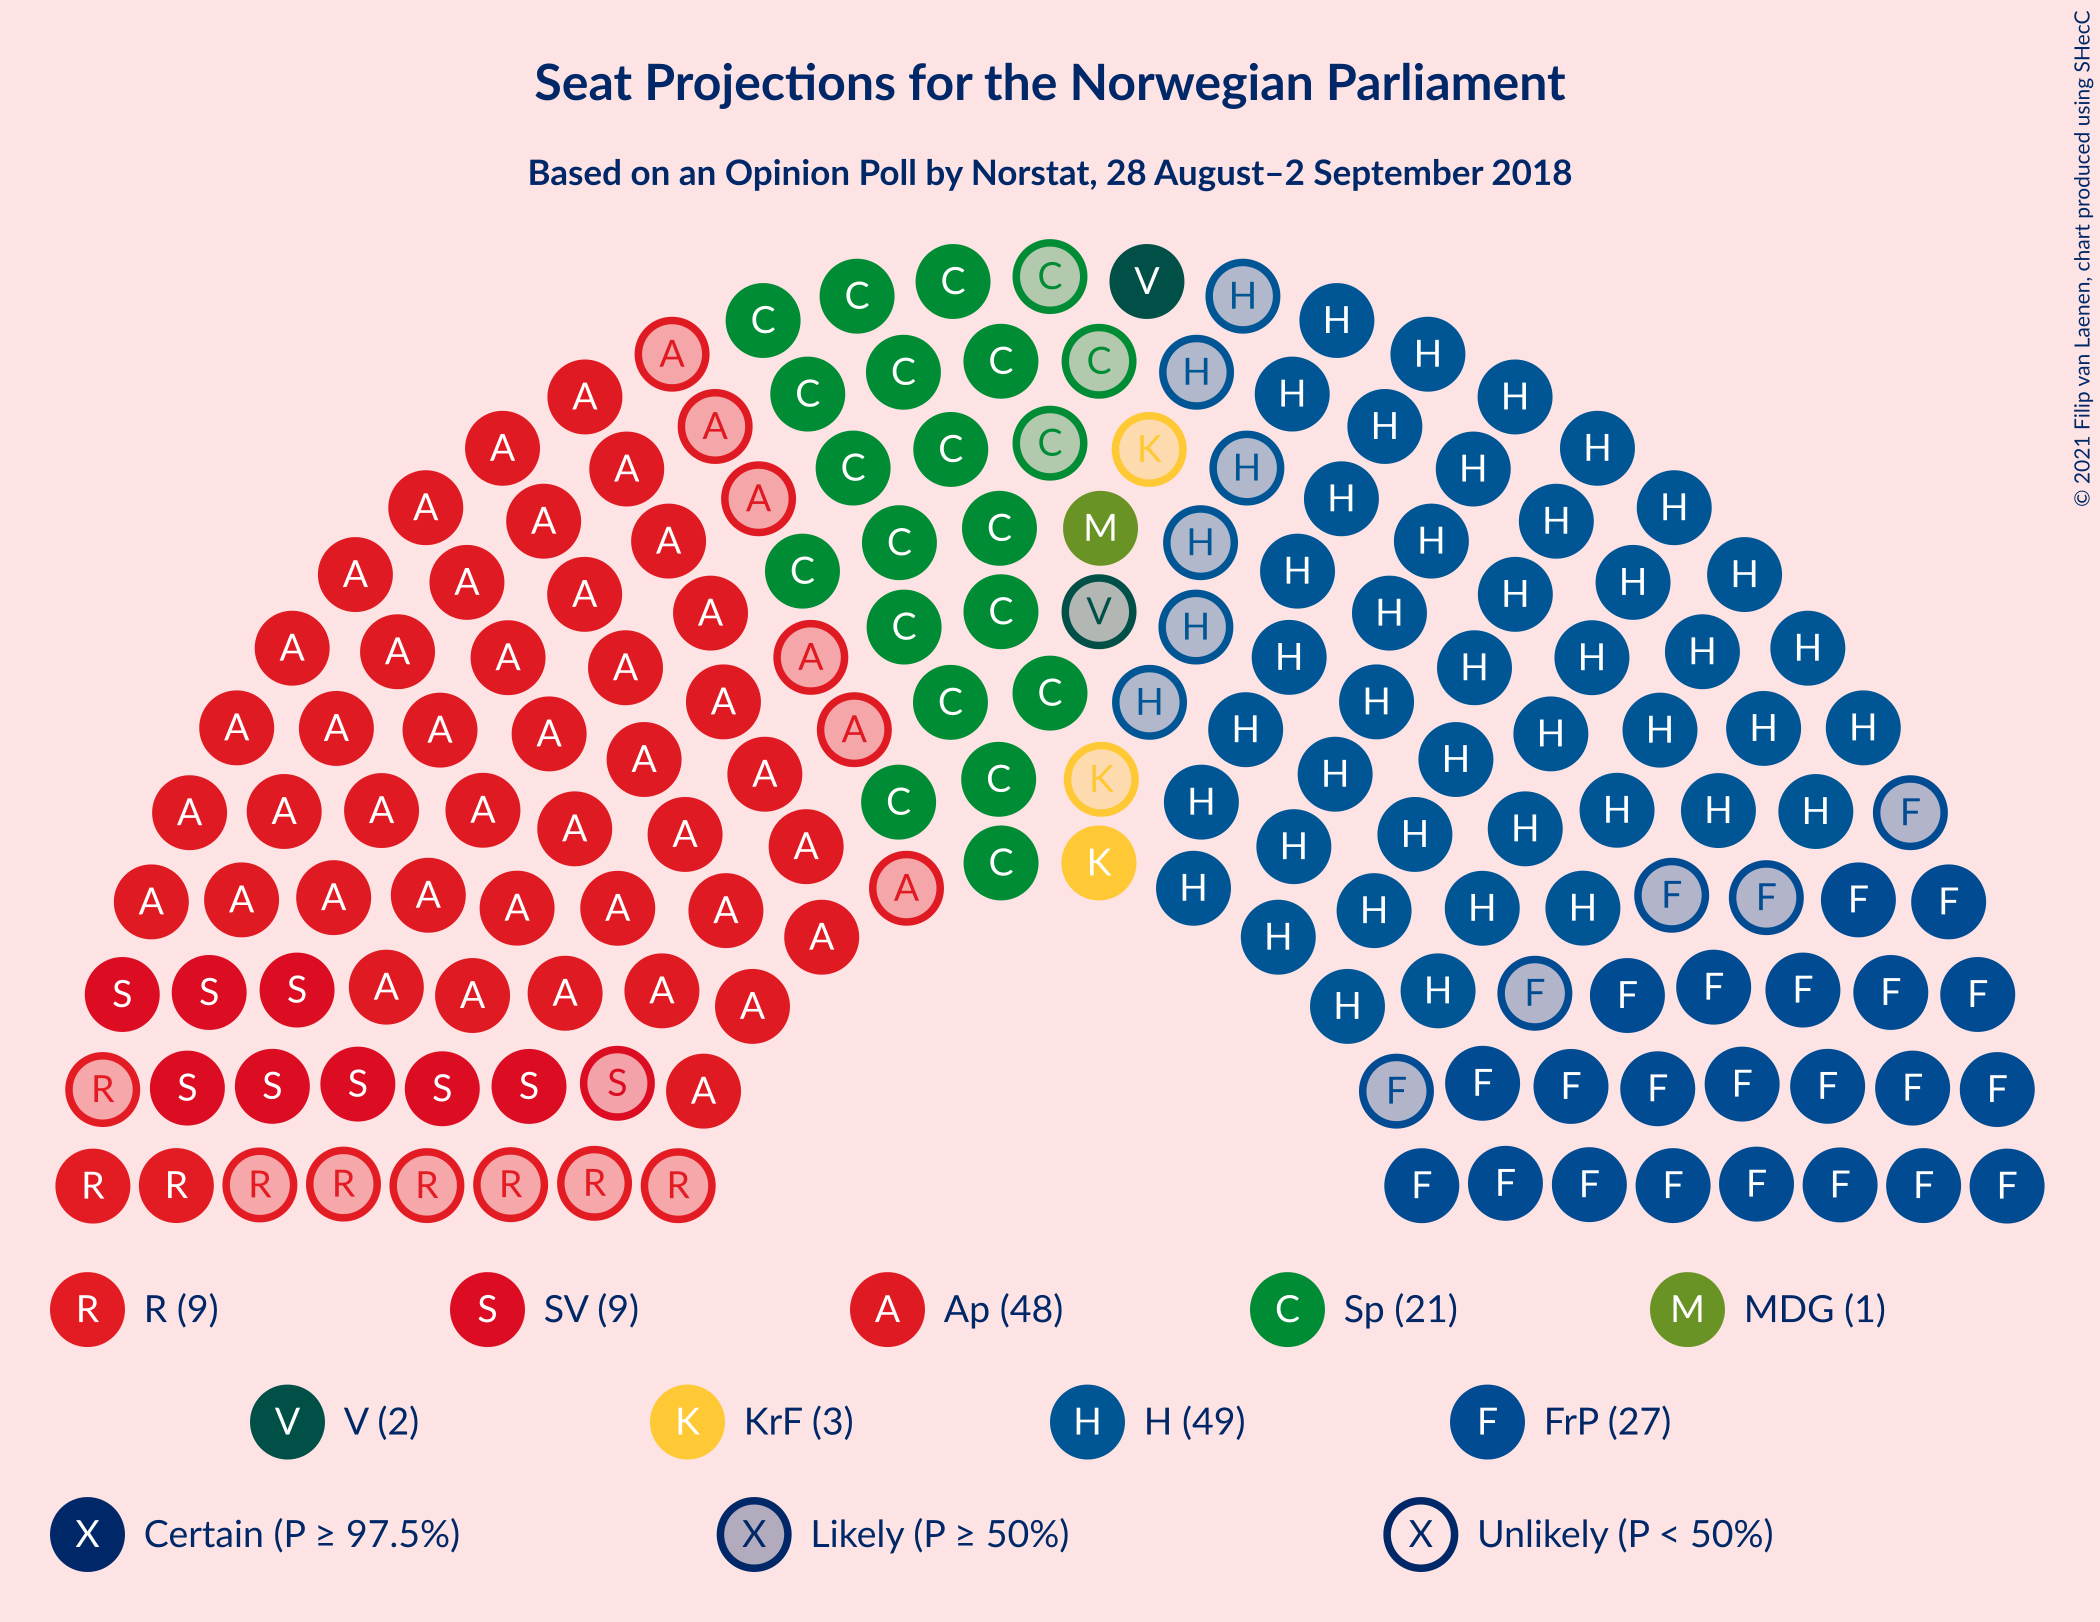 © 2021 Filip van Laenen, chart produced using SHecC
Seat Projections for the Norwegian Parliament
Based on an Opinion Poll by Norstat, 28 August–2 September 2018
C C C V H
C H
A C C C H H
A C H H
A A C C K H H
A C H H
A A H H
A A C C M H H H
A A A C H H H H
A C C V H H
A A A A A H H H H H
A C C H H
A A A A A H H H H H
A A C K H H
A A A A A C H H H H H F
A A H H
A C K H
A A A A A A A H H H F F F F
A H
S S S A A A A A H H F F F F F F
R S S S S S S A F F F F F F F F
R R R R R R R R F F F F F F F F
R R (9) S SV (9) A Ap (48) C Sp (21) M MDG (1)
V V (2) K KrF (3) H H (49) F FrP (27)
X Certain (P ≥ 97.5%) X Likely (P ≥ 50%) X Unlikely (P < 50%)